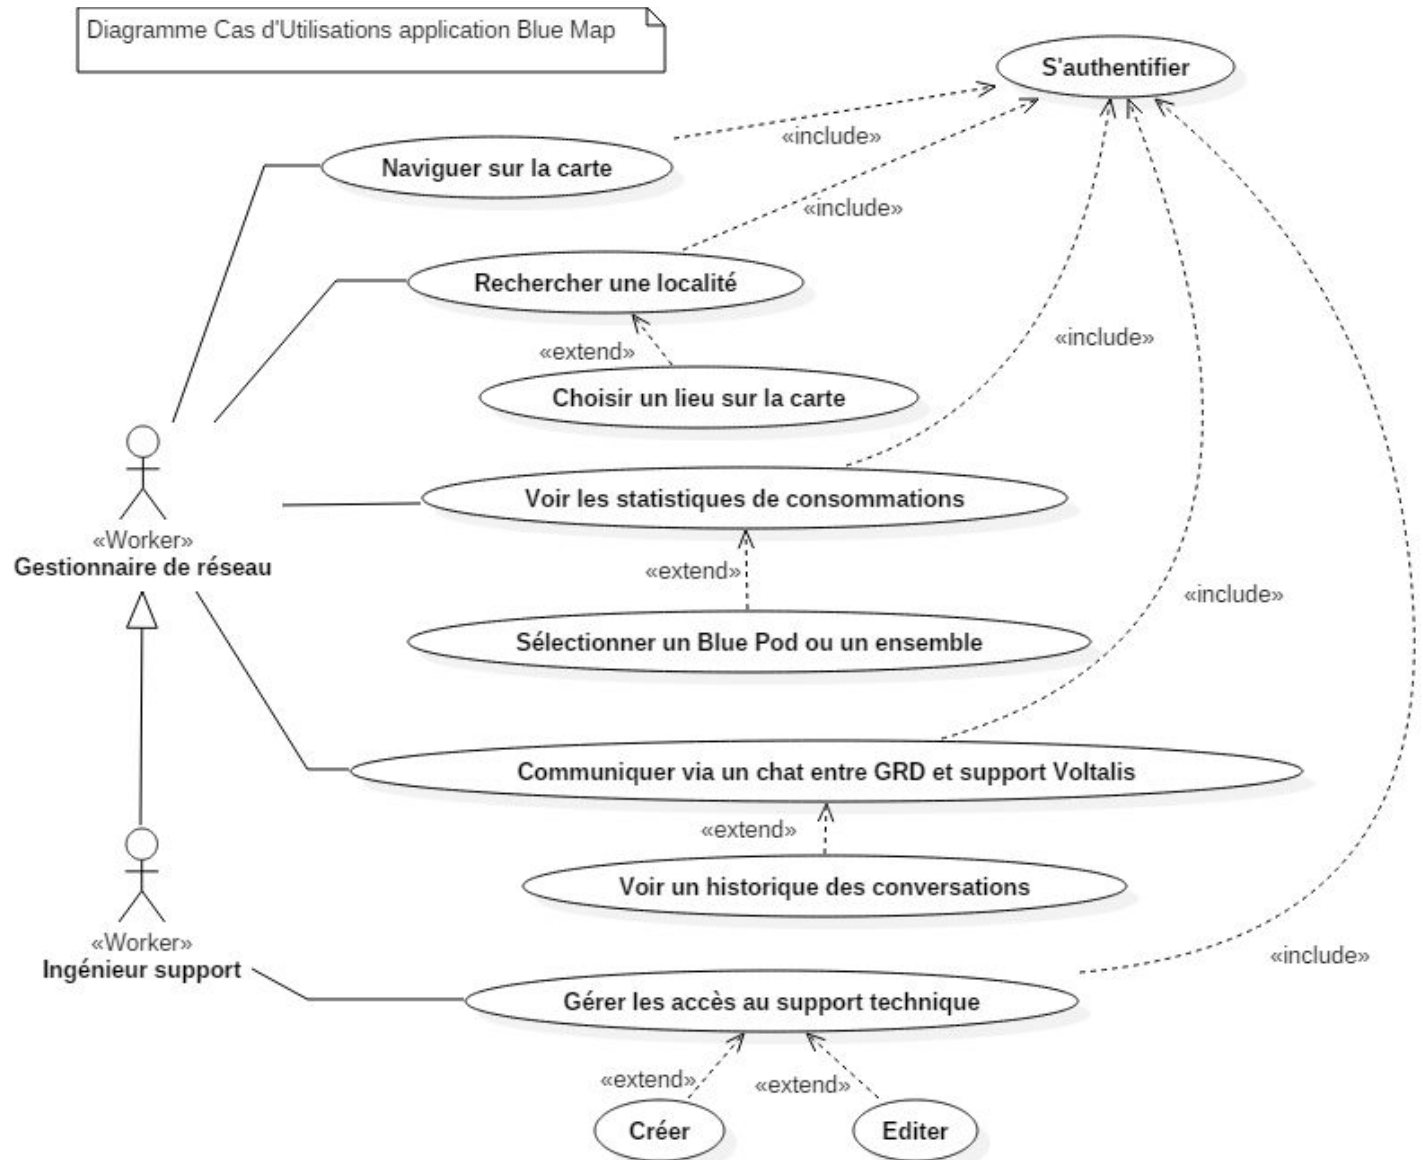 Diagramme Cas d'Utilisations application Blue Map
S'authentifier
«include»
Naviguer sur la carte
«include»
Rechercher une localité
«include»
«extend»
Choisir un lieu sur la carte
Voir les statistiques de consommations
«Worker»
Gestionnaire de réseau
«extend»
«include»
Sélectionner un Blue Pod ou un ensemble
Communiquer via un chat entre GRD et support Voltalis
«extend»
Voir un historique des conversations
«Worker»
Ingénieur support
«include»
Gérer les accès au support technique
«extend»
«extend»
Créer
Editer